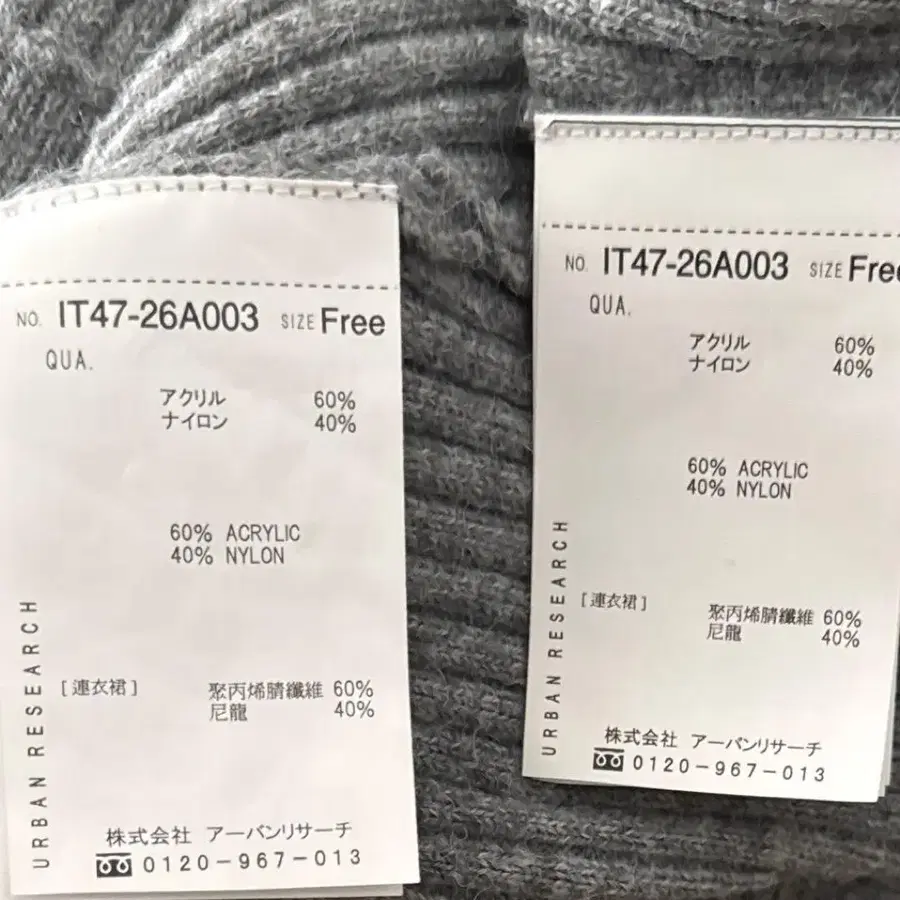 NO. IT47-26A003 SIZE Free
QUA.
アクリル 60%
ナイロン 40%
60% ACRYLIC
40% NYLON
[連衣裙] 聚丙烯腈纖維 60%
尼龍 40%
URBAN RESEARCH
株式会社 アーバンリサーチ
0120-967-013
NO. IT47-26A003 SIZE Free
QUA.
アクリル 60%
ナイロン 40%
60% ACRYLIC
40% NYLON
[連衣裙] 聚丙烯腈纖維 60%
尼龍 40%
URBAN RESEARCH
株式会社 アーバンリサーチ
0120-967-013